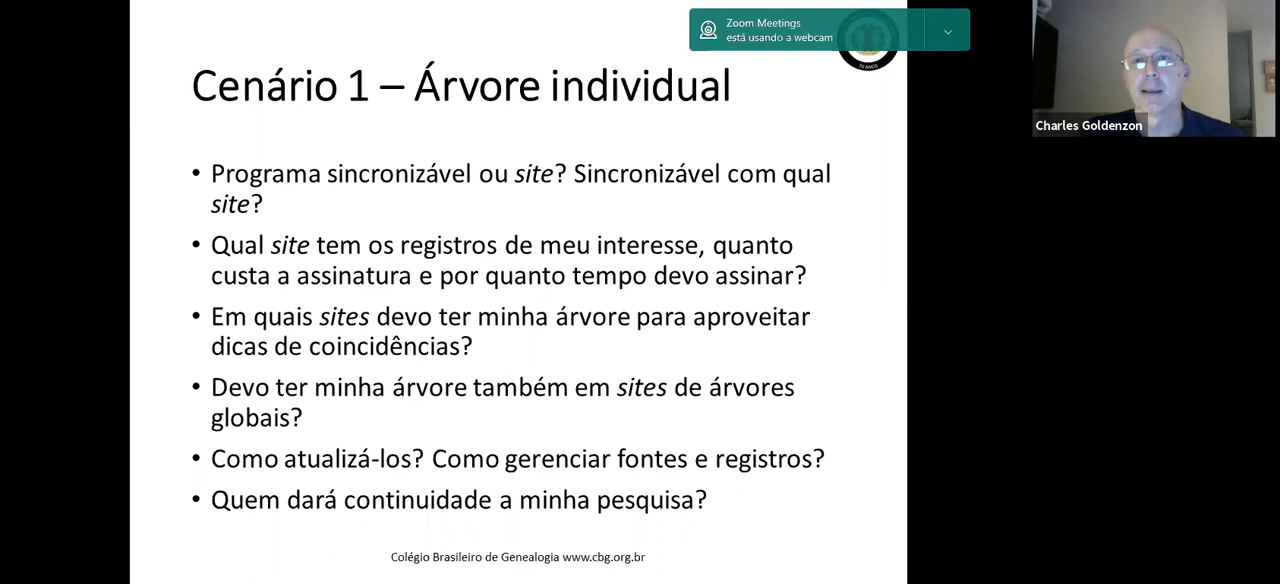 Zoom Meetings
está usando a webcam
70 ANOS
Cenário 1 – Árvore individual
Charles Goldenzon
• Programa sincronizável ou site? Sincronizável com qual
site?
• Qual site tem os registros de meu interesse, quanto
custa a assinatura e por quanto tempo devo assinar?
• Em quais sites devo ter minha árvore para aproveitar
dicas de coincidências?
• Devo ter minha árvore também em sites de árvores
globais?
• Como atualizá-los? Como gerenciar fontes e registros?
• Quem dará continuidade a minha pesquisa?
Colégio Brasileiro de Genealogia www.cbg.org.br